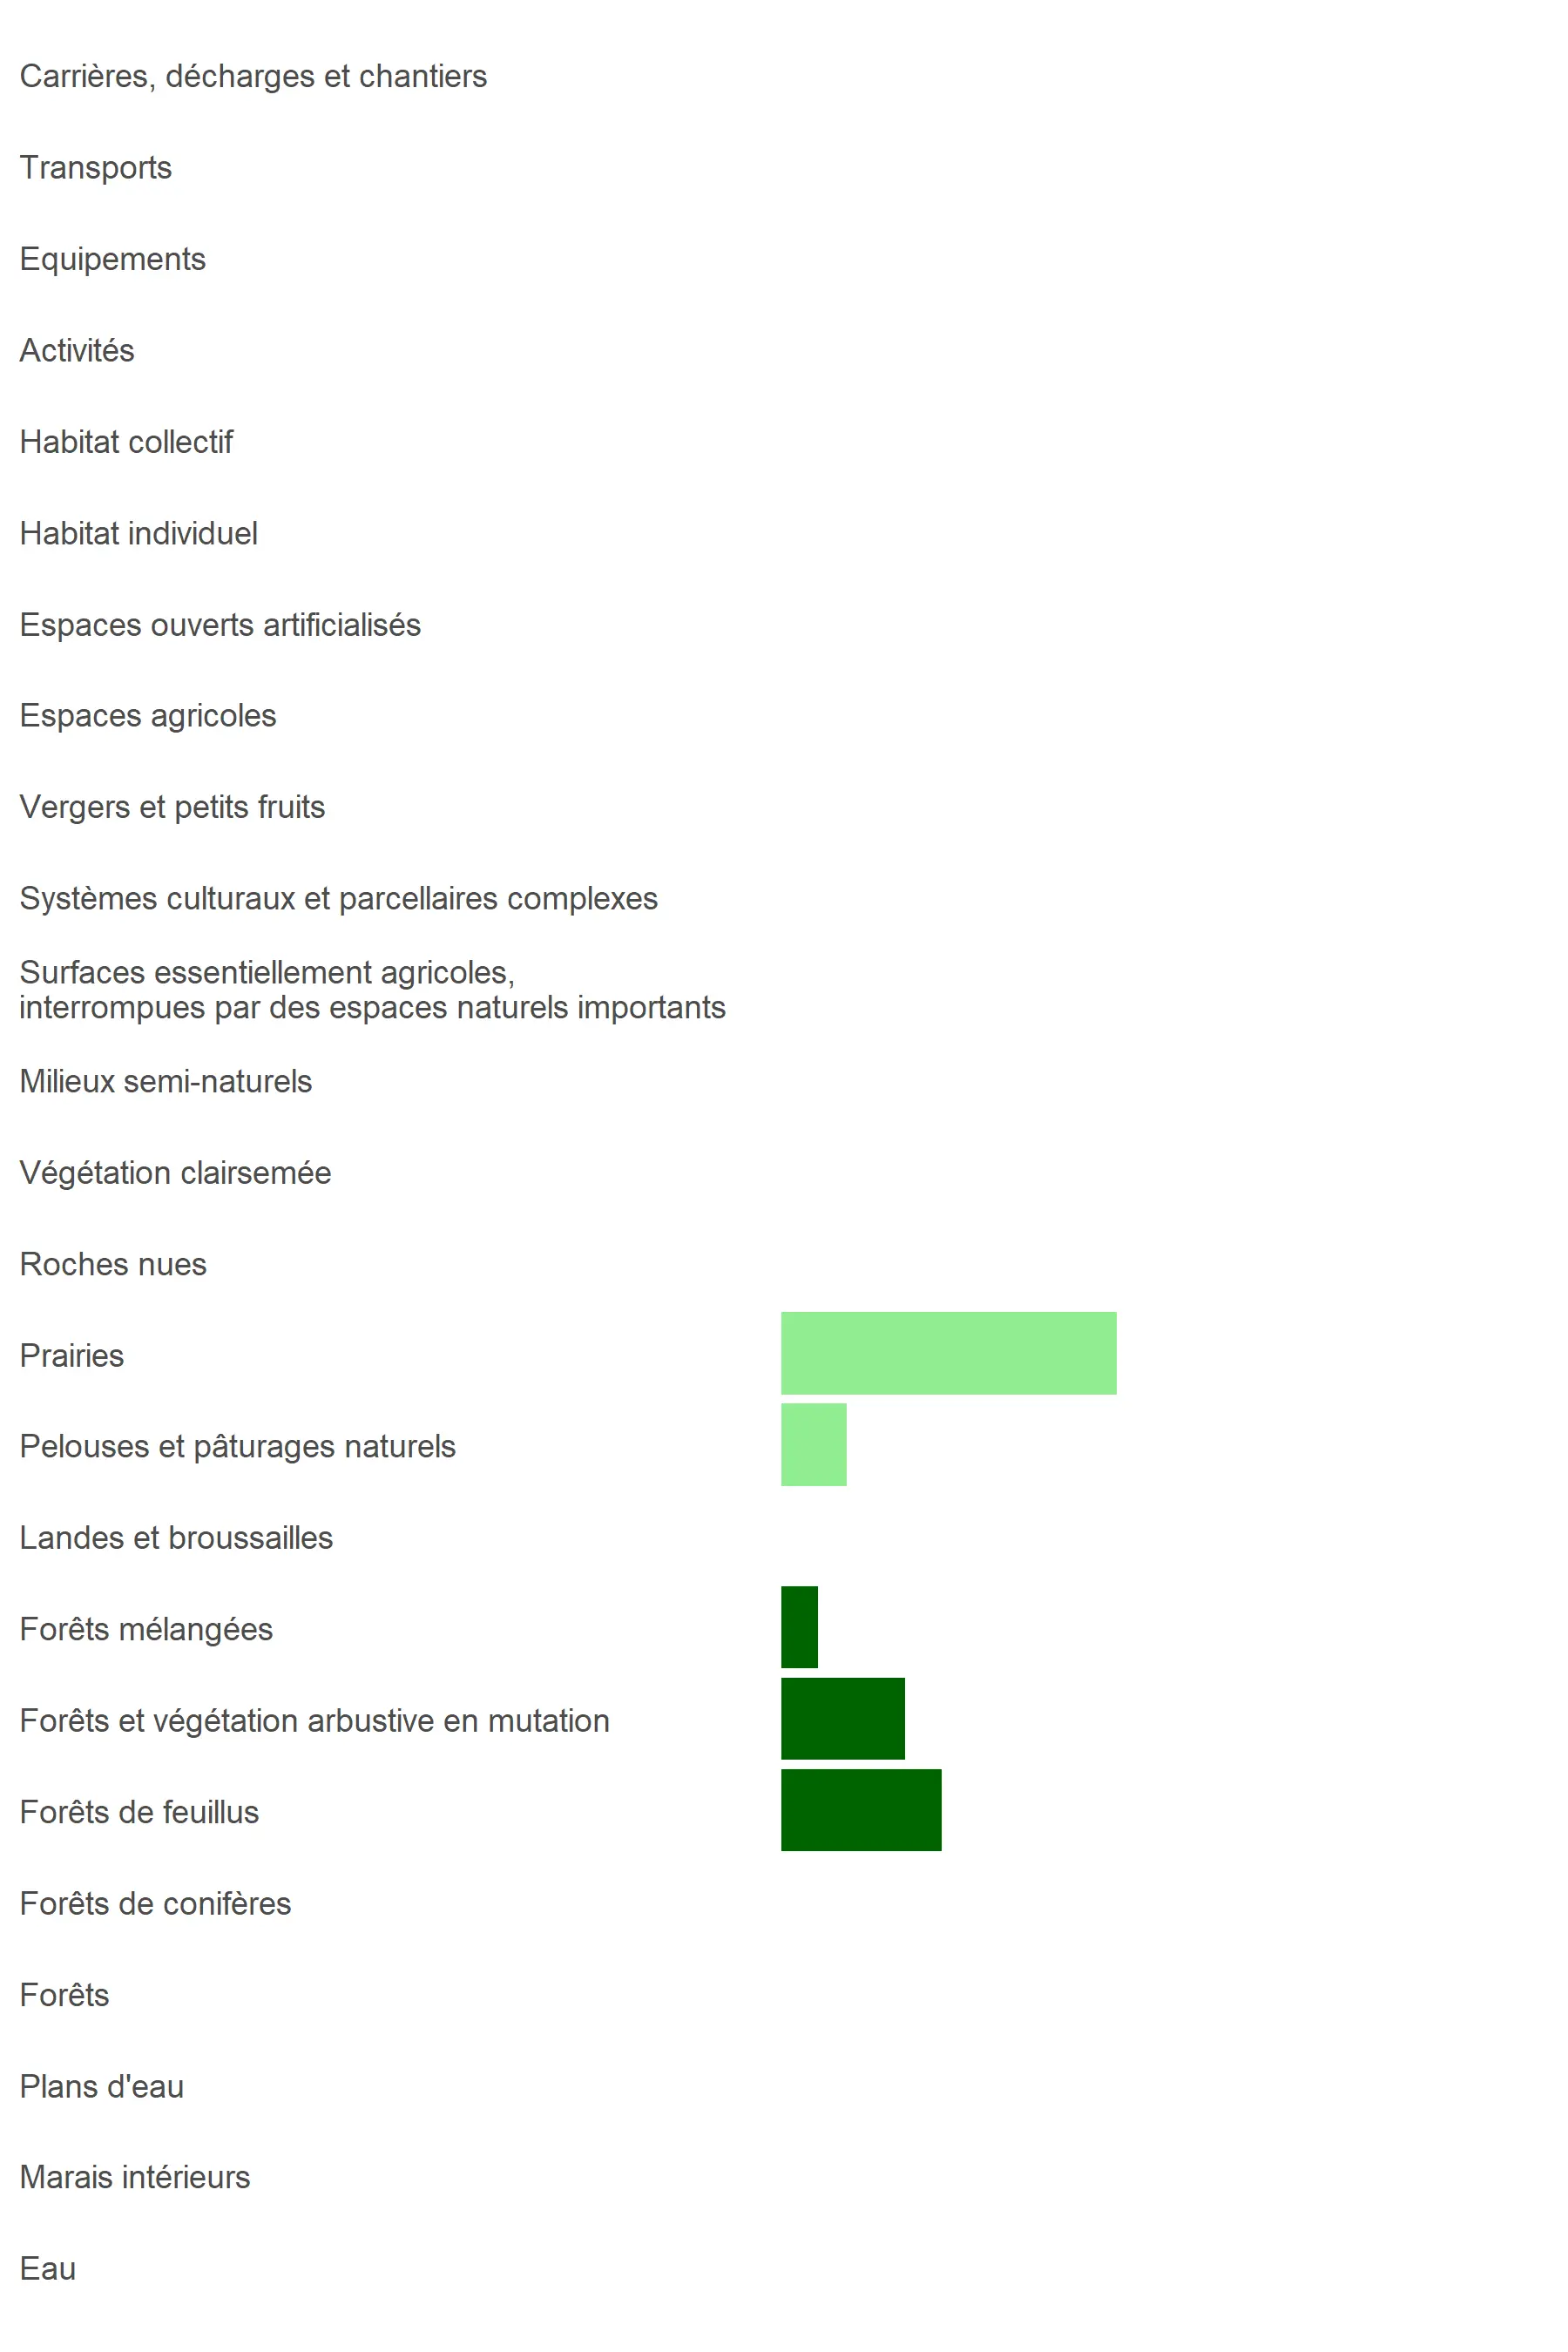 Carrières, décharges et chantiers
Transports
Equipements
Activités
Habitat collectif
Habitat individuel
Espaces ouverts artificialisés
Espaces agricoles
Vergers et petits fruits
Systèmes culturaux et parcellaires complexes
Surfaces essentiellement agricoles,
interrompues par des espaces naturels importants
Milieux semi-naturels
Végétation clairsemée
Roches nues
Prairies
Pelouses et pâturages naturels
Landes et broussailles
Forêts mélangées
Forêts et végétation arbustive en mutation
Forêts de feuillus
Forêts de conifères
Forêts
Plans d'eau
Marais intérieurs
Eau